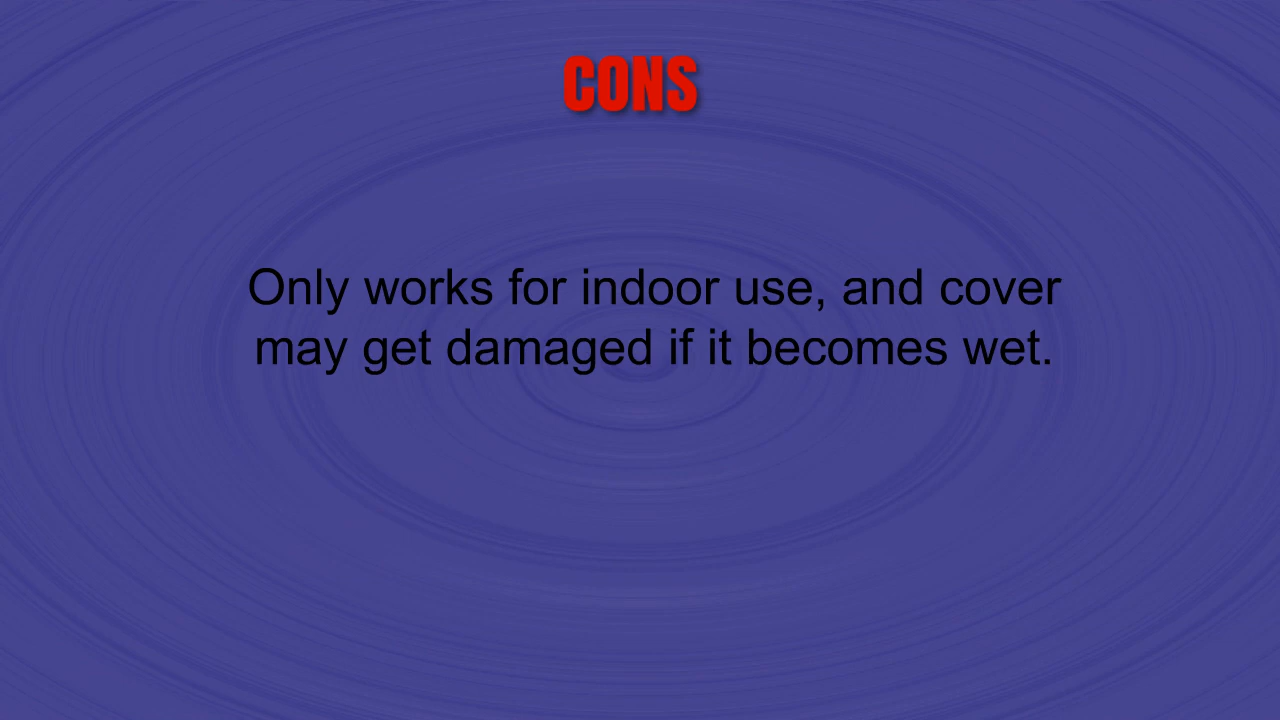 CONS
Only works for indoor use, and cover
may get damaged if it becomes wet.